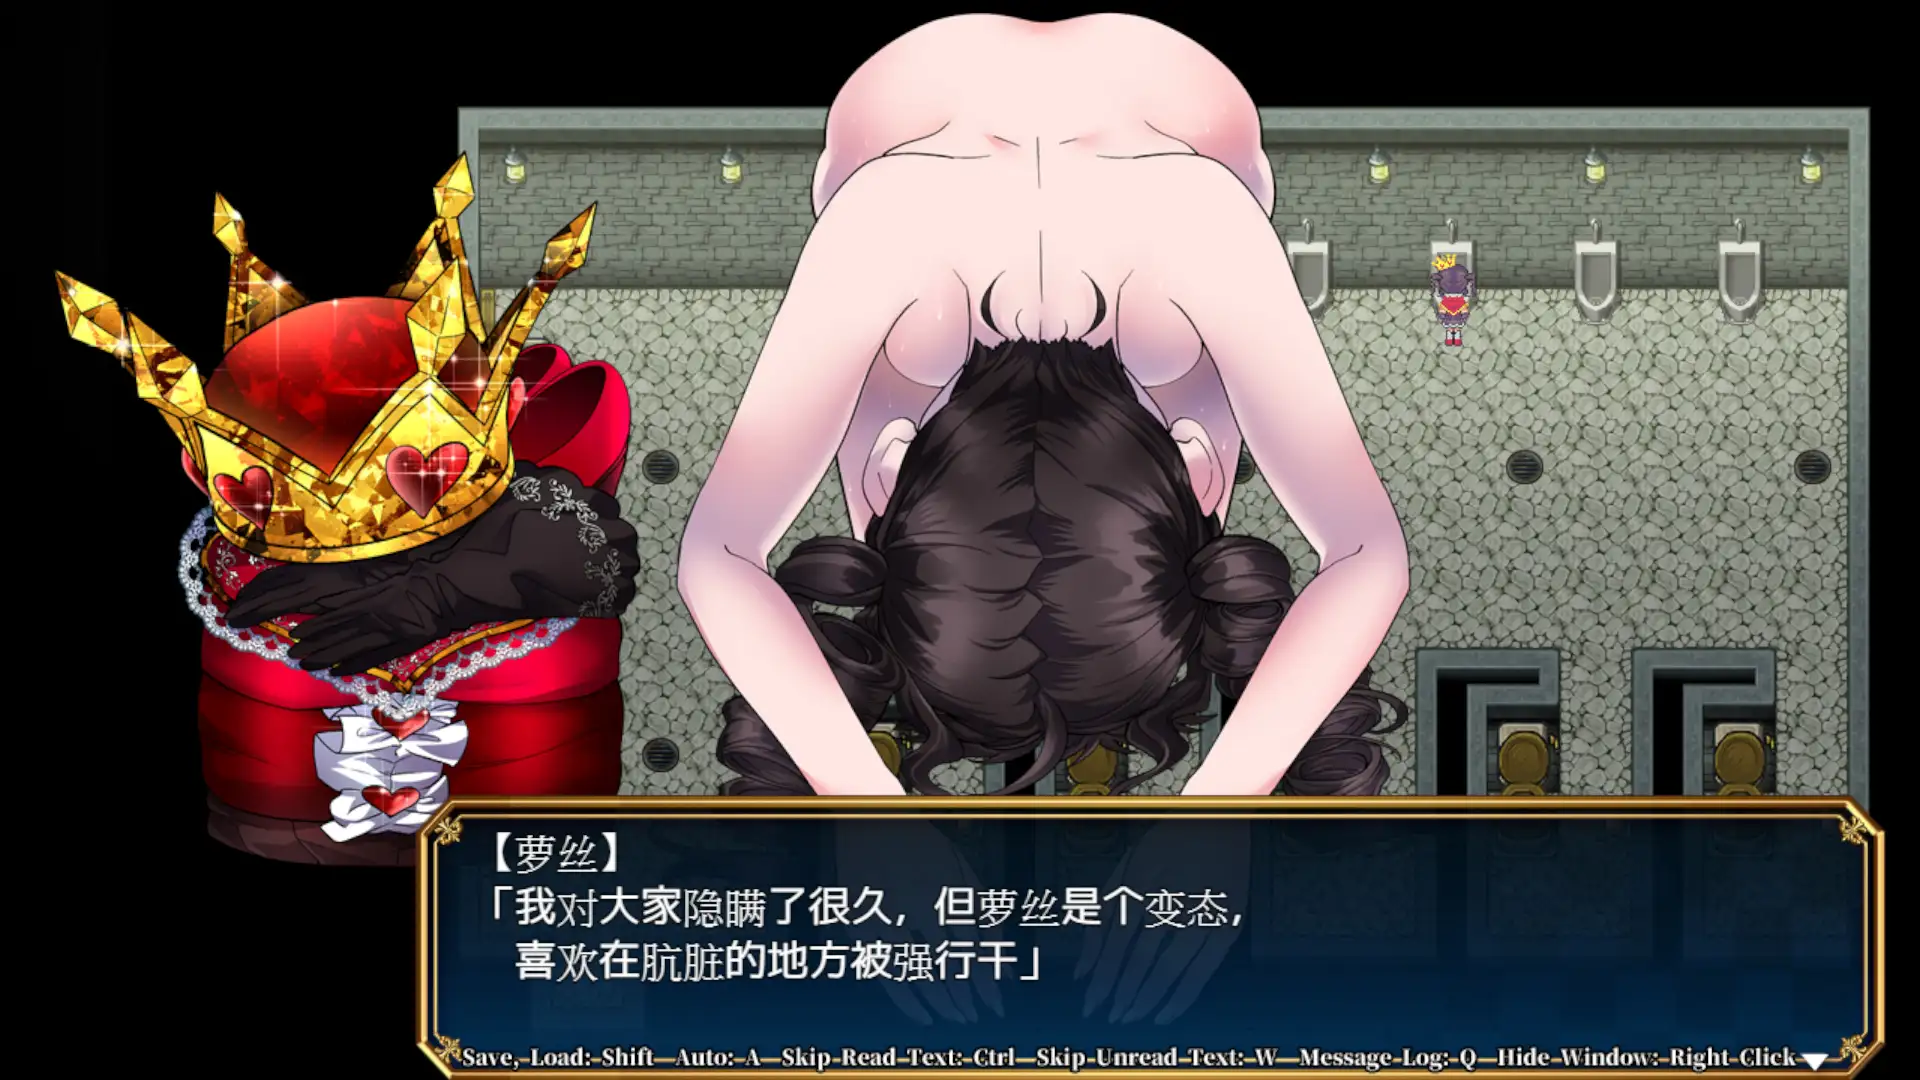 【萝丝】
「我对大家隐瞒了很久，但萝丝是个变态，
喜欢在肮脏的地方被强行干」
Save, Load: Shift  Auto: A  Skip Read Text: Ctrl  Skip Unread Text: W  Message Log: Q  Hide Window: Right Click